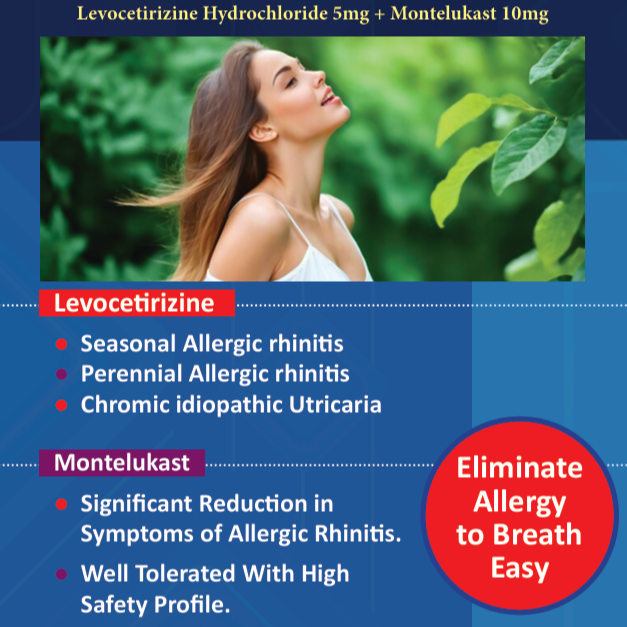 Levocetirizine Hydrochloride 5mg + Montelukast 10mg
Levocetirizine
Seasonal Allergic rhinitis
Perennial Allergic rhinitis
Chromic idiopathic Utricaria
Montelukast
Significant Reduction in
Symptoms of Allergic Rhinitis.
Well Tolerated With High
Safety Profile.
Eliminate
Allergy
to Breath
Easy